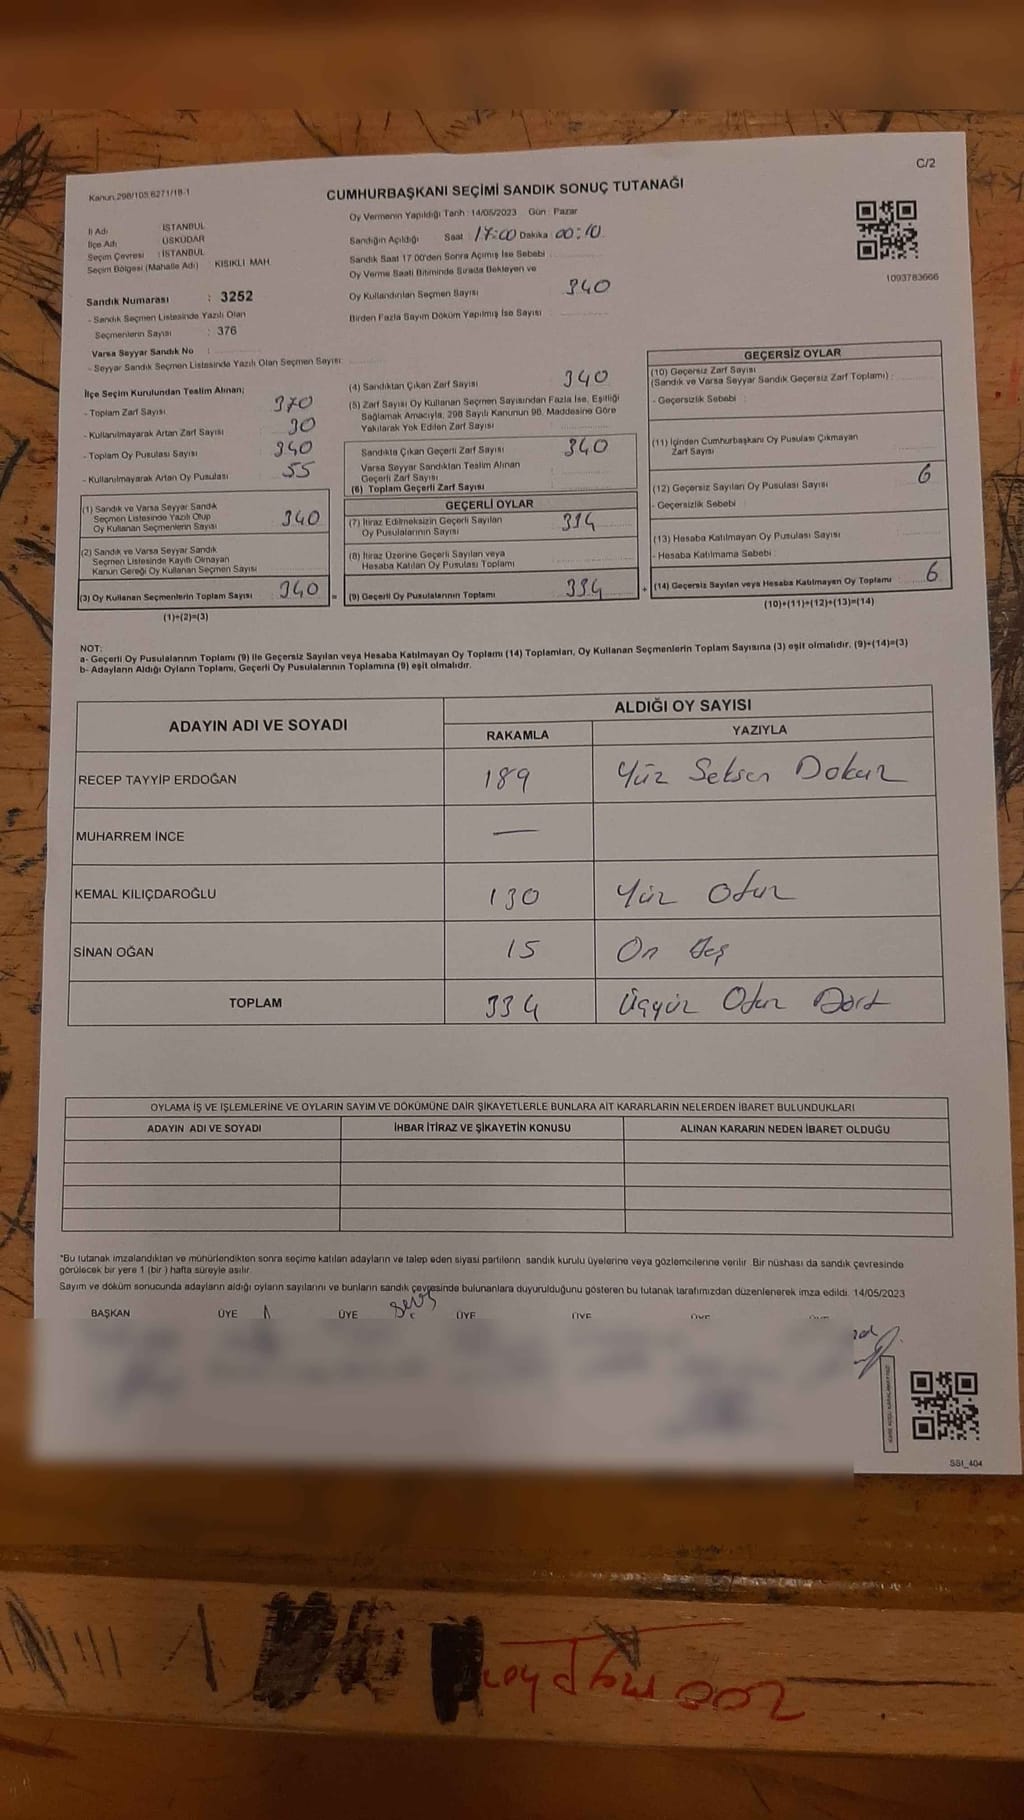 C/2
Kanun 298/105,6271/18-1
CUMHURBAŞKANI SEÇİMİ SANDIK SONUÇ TUTANAĞI
İl Adı : İSTANBUL
İlçe Adı : ÜSKÜDAR
Seçim Çevresi : İSTANBUL
Seçim Bölgesi (Mahalle Adı) : KISIKLI MAH.
Sandık Numarası : 3252
- Sandık Seçmen Listesinde Yazılı Olan
Seçmenlerin Sayısı : 376
Varsa Seyyar Sandık No :
- Seyyar Sandık Seçmen Listesinde Yazılı Olan Seçmen Sayısı:
Oy Vermenin Yapıldığı Tarih : 14/05/2023 Gün : Pazar
Sandığın Açıldığı Saat : 17:00 Dakika : 00:10
Sandık Saat 17.00'den Sonra Açımış İse Sebebi :
Oy Verme Saati Bitiminde Sırada Bekleyen ve
Oy Kullandırılan Seçmen Sayısı : 340
Birden Fazla Sayım Döküm Yapılmış İse Sayısı :
1093783666
İlçe Seçim Kurulundan Teslim Alınan;
- Toplam Zarf Sayısı : 370
- Kullanılmayarak Artan Zarf Sayısı : 30
- Toplam Oy Pusulası Sayısı : 340
- Kullanılmayarak Artan Oy Pusulası : 55
(1) Sandık ve Varsa Seyyar Sandık
Seçmen Listesinde Yazılı Olup
Oy Kullanan Seçmenlerin Sayısı 340
(2) Sandık ve Varsa Seyyar Sandık
Seçmen Listesinde Kayıtlı Olmayan
Kanun Gereği Oy Kullanan Seçmen Sayısı
(3) Oy Kullanan Seçmenlerin Toplam Sayısı 340 =
(1)+(2)=(3)
(4) Sandıktan Çıkan Zarf Sayısı : 340
(5) Zarf Sayısı Oy Kullanan Seçmen Sayısından Fazla İse, Eşitliği
Sağlamak Amacıyla, 298 Sayılı Kanunun 98. Maddesine Göre
Yakılarak Yok Edilen Zarf Sayısı
Sandıkta Çıkan Geçerli Zarf Sayısı : 340
Varsa Seyyar Sandıktan Teslim Alınan
Geçerli Zarf Sayısı
(6) Toplam Geçerli Zarf Sayısı
GEÇERLİ OYLAR
(7) İtiraz Edilmeksizin Geçerli Sayılan
Oy Pusulalarının Sayısı 334
(8) İtiraz Üzerine Geçerli Sayılan veya
Hesaba Katılan Oy Pusulası Toplamı
(9) Geçerli Oy Pusulalarının Toplamı 334 +
GEÇERSİZ OYLAR
(10) Geçersiz Zarf Sayısı
(Sandık ve Varsa Seyyar Sandık Geçersiz Zarf Toplamı) :
- Geçersizlik Sebebi :
(11) İçinden Cumhurbaşkanı Oy Pusulası Çıkmayan
Zarf Sayısı
(12) Geçersiz Sayılan Oy Pusulası Sayısı : 6
- Geçersizlik Sebebi :
(13) Hesaba Katılmayan Oy Pusulası Sayısı
- Hesaba Katılmama Sebebi :
(14) Geçersiz Sayılan veya Hesaba Katılmayan Oy Toplamı : 6
(10)+(11)+(12)+(13)=(14)
NOT:
a- Geçerli Oy Pusulalarının Toplamı (9) ile Geçersiz Sayılan veya Hesaba Katılmayan Oy Toplamı (14) Toplamları, Oy Kullanan Seçmenlerin Toplam Sayısına (3) eşit olmalıdır. (9)+(14)=(3)
b- Adayların Aldığı Oyların Toplamı, Geçerli Oy Pusulalarının Toplamına (9) eşit olmalıdır.
ADAYIN ADI VE SOYADI
ALDIĞI OY SAYISI
RAKAMLA YAZIYLA
RECEP TAYYİP ERDOĞAN 189 Yüz Seksen Dokuz
MUHARREM İNCE —
KEMAL KILIÇDAROĞLU 130 Yüz Otuz
SİNAN OĞAN 15 On Beş
TOPLAM 334 Üçyüz Otuz Dört
OYLAMA İŞ VE İŞLEMLERİNE VE OYLARIN SAYIM VE DÖKÜMÜNE DAİR ŞİKAYETLERLE BUNLARA AİT KARARLARIN NELERDEN İBARET BULUNDUKLARI
ADAYIN ADI VE SOYADI İHBAR İTİRAZ VE ŞİKAYETİN KONUSU ALINAN KARARIN NEDEN İBARET OLDUĞU
*Bu tutanak imzalandıktan ve mühürlendikten sonra seçime katılan adayların ve talep eden siyasi partilerin sandık kurulu üyelerine veya gözlemcilerine verilir. Bir nüshası da sandık çevresinde
görülecek bir yere 1 (bir ) hafta süreyle asılır.
Sayım ve döküm sonucunda adayların aldığı oyların sayılarını ve bunların sandık çevresinde bulunanlara duyurulduğunu gösteren bu tutanak tarafımızdan düzenlenerek imza edildi. 14/05/2023
BAŞKAN ÜYE ÜYE ÜYE ÜYE
SSI_404